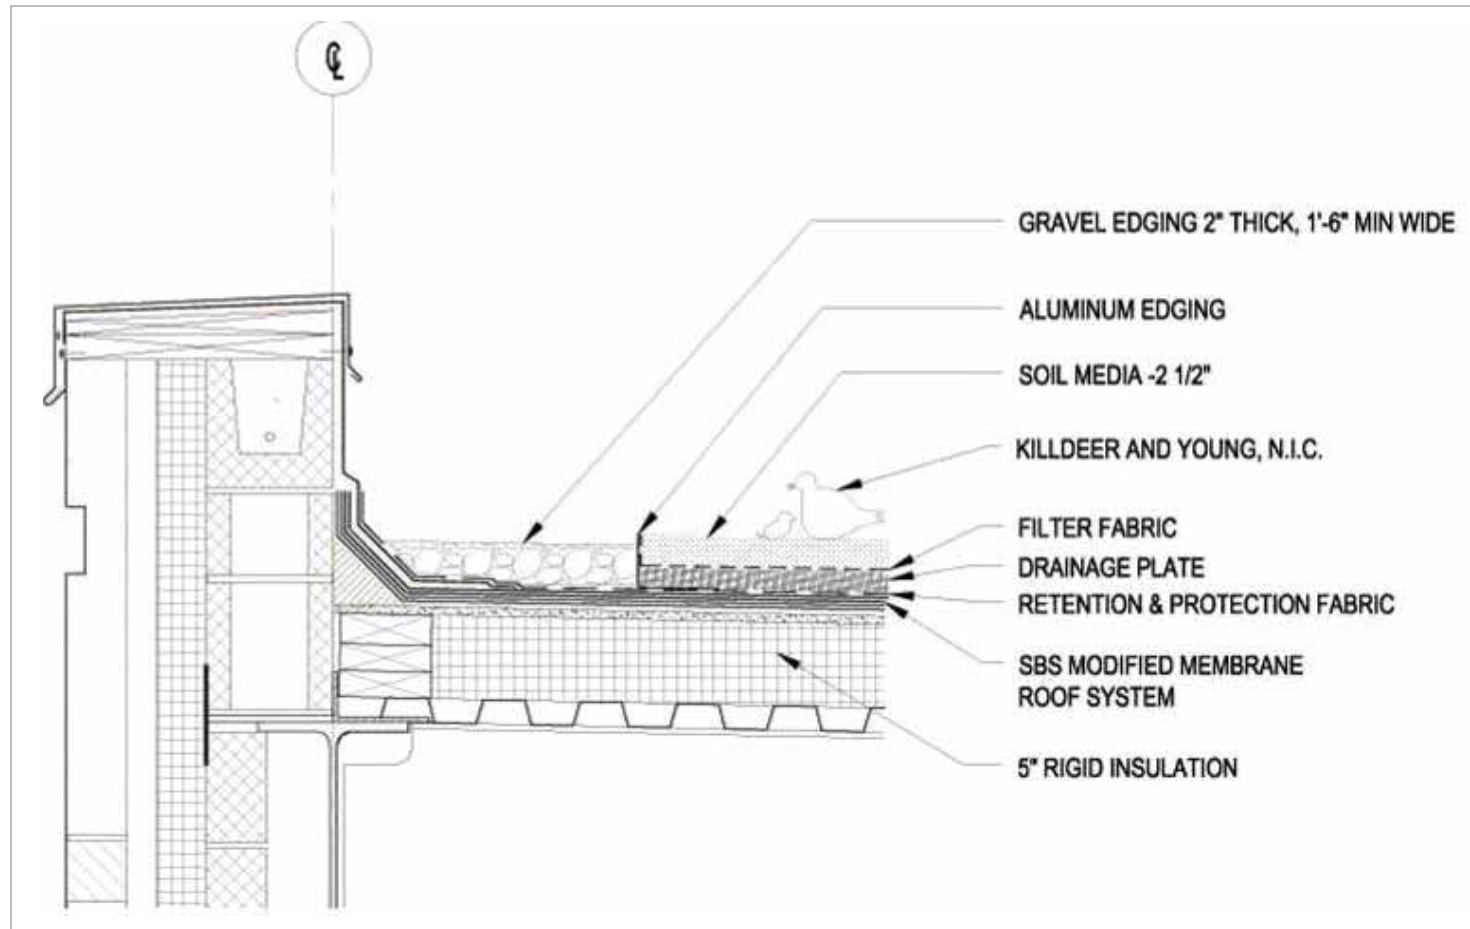 ℄
GRAVEL EDGING 2" THICK, 1'-6" MIN WIDE
ALUMINUM EDGING
SOIL MEDIA -2 1/2"
KILLDEER AND YOUNG, N.I.C.
FILTER FABRIC
DRAINAGE PLATE
RETENTION & PROTECTION FABRIC
SBS MODIFIED MEMBRANE
ROOF SYSTEM
5" RIGID INSULATION